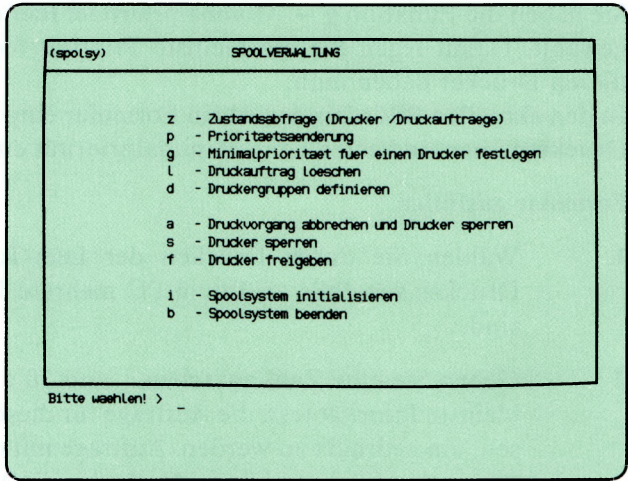 (spolsy) SPOOLVERWALTUNG
z - Zustandsabfrage (Drucker /Druckauftraege)
p - Prioritaetsaenderung
g - Minimalprioritaet fuer einen Drucker festlegen
l - Druckauftrag loeschen
d - Druckergruppen definieren
a - Druckvorgang abbrechen und Drucker sperren
s - Drucker sperren
f - Drucker freigeben
i - Spoolsystem initialisieren
b - Spoolsystem beenden
Bitte waehlen! >